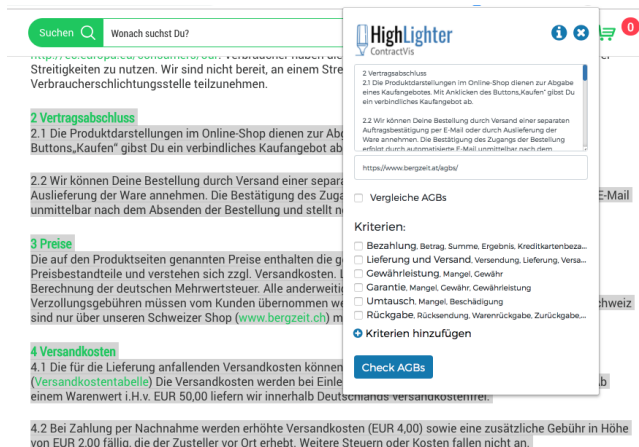 Suchen
Wonach suchst Du?
0
Streitigkeiten zu nutzen. Wir sind nicht bereit, an einem Stre
Verbraucherschlichtungsstelle teilzunehmen.
2 Vertragsabschluss
2.1 Die Produktdarstellungen im Online-Shop dienen zur Abg
Buttons„Kaufen“ gibst Du ein verbindliches Kaufangebot ab
2.2 Wir können Deine Bestellung durch Versand einer separa
Auslieferung der Ware annehmen. Die Bestätigung des Zuga
E-Mail
unmittelbar nach dem Absenden der Bestellung und stellt n
3 Preise
Die auf den Produktseiten genannten Preise enthalten die ge
Preisbestandteile und verstehen sich zzgl. Versandkosten. L
Berechnung der deutschen Mehrwertsteuer. Alle anderweitig
Verzollungsgebühren müssen vom Kunden übernommen we
chweiz
sind nur über unseren Schweizer Shop (www.bergzeit.ch) m
4 Versandkosten
4.1 Die für die Lieferung anfallenden Versandkosten können
(Versandkostentabelle) Die Versandkosten werden bei Einle
b
einem Warenwert i.H.v. EUR 50,00 liefern wir innerhalb Deutschlands versandkostenfrei.
4.2 Bei Zahlung per Nachnahme werden erhöhte Versandkosten (EUR 4,00) sowie eine zusätzliche Gebühr in Höhe
von EUR 2,00 fällig, die der Zusteller vor Ort erhebt. Weitere Steuern oder Kosten fallen nicht an.
HighLighter
ContractVis
2 Vertragsabschluss
2.1 Die Produktdarstellungen im Online-Shop dienen zur Abgabe
eines Kaufangebotes. Mit Anklicken des Buttons„Kaufen“ gibst Du
ein verbindliches Kaufangebot ab.
2.2 Wir können Deine Bestellung durch Versand einer separaten
Auftragsbestätigung per E-Mail oder durch Auslieferung der
Ware annehmen. Die Bestätigung des Zugangs der Bestellung
erfolgt durch automatisierte E-Mail unmittelbar nach dem
https://www.bergzeit.at/agbs/
Vergleiche AGBs
Kriterien:
Bezahlung, Betrag, Summe, Ergebnis, Kreditkartenbeza...
Lieferung und Versand, Versendung, Lieferung, Versa...
Gewährleistung, Mangel, Gewähr
Garantie, Mangel, Gewähr, Gewährleistung
Umtausch, Mangel, Beschädigung
Rückgabe, Rücksendung, Warenrückgabe, Zurückgabe,...
Kriterien hinzufügen
Check AGBs